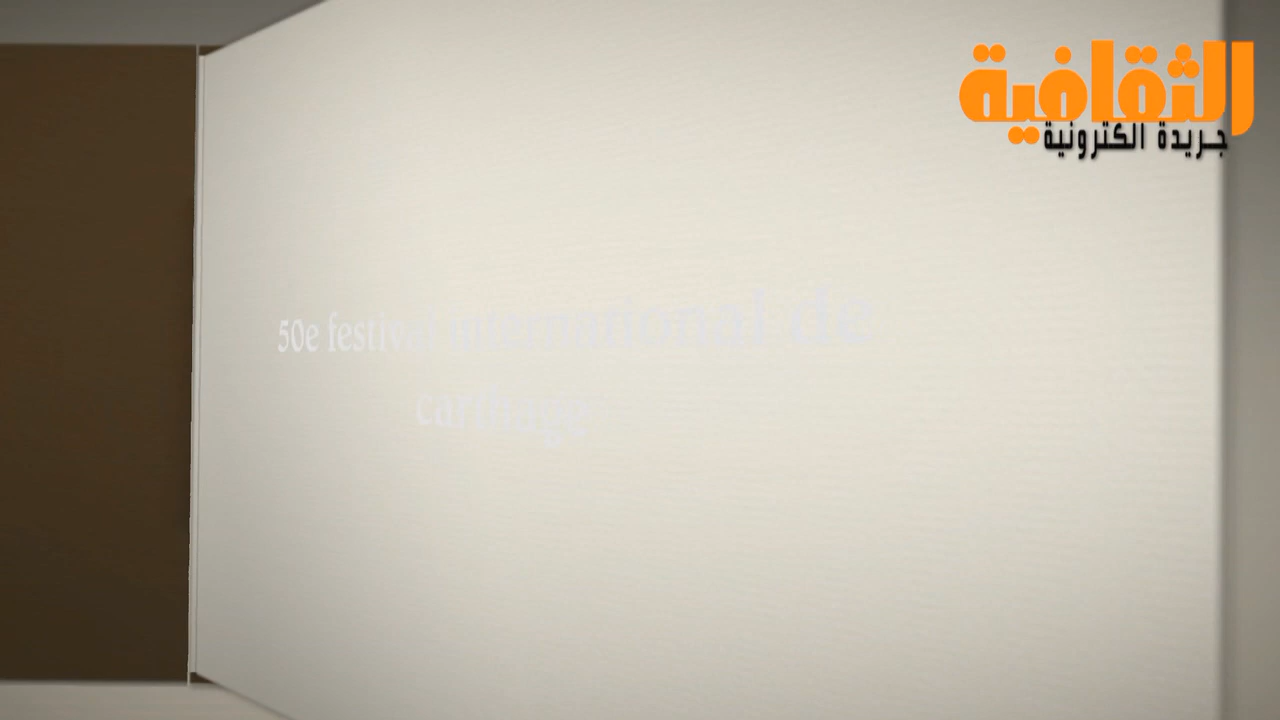 الثقافية
جريدة الكترونية
50e festival international de
carthage